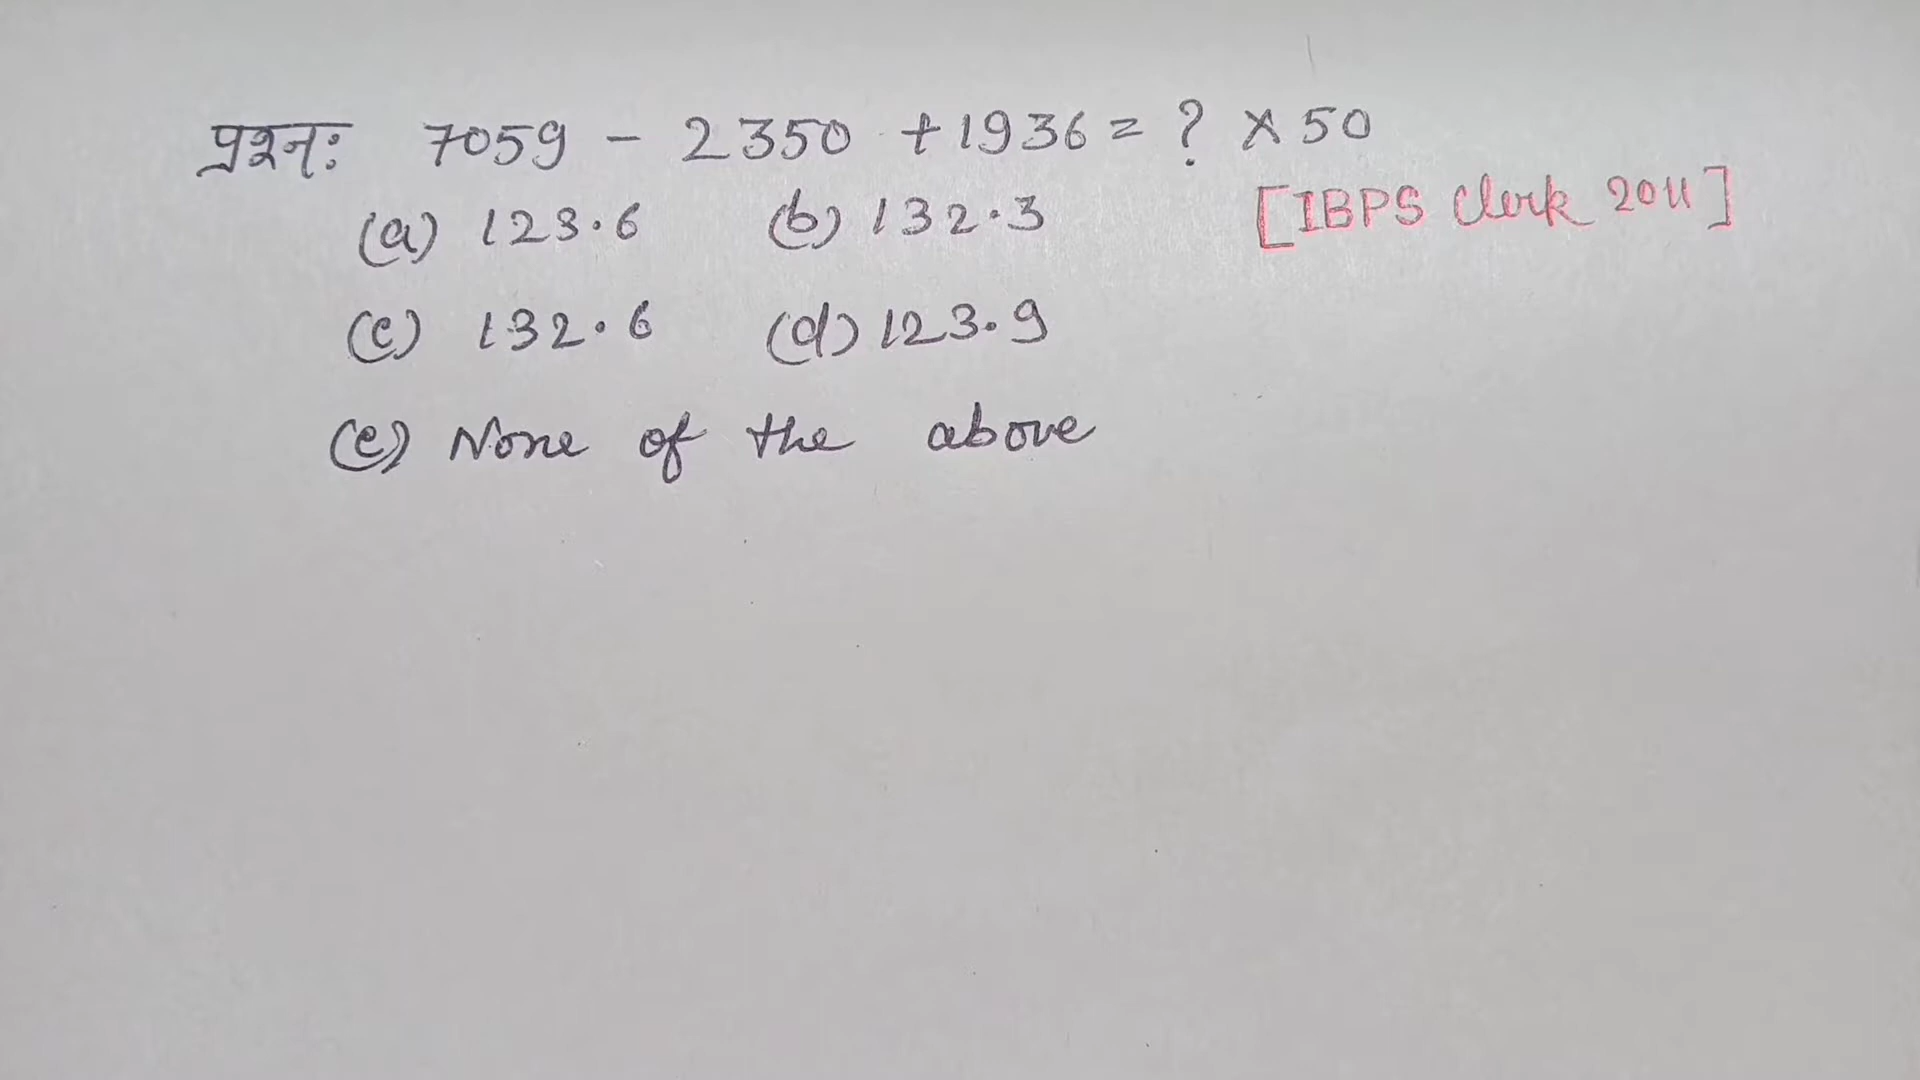 प्रश्न: 7059 - 2350 + 1936 = ? × 50
(a) 123.6 (b) 132.3 [IBPS Clerk 2011]
(c) 132.6 (d) 123.9
(e) None of the above